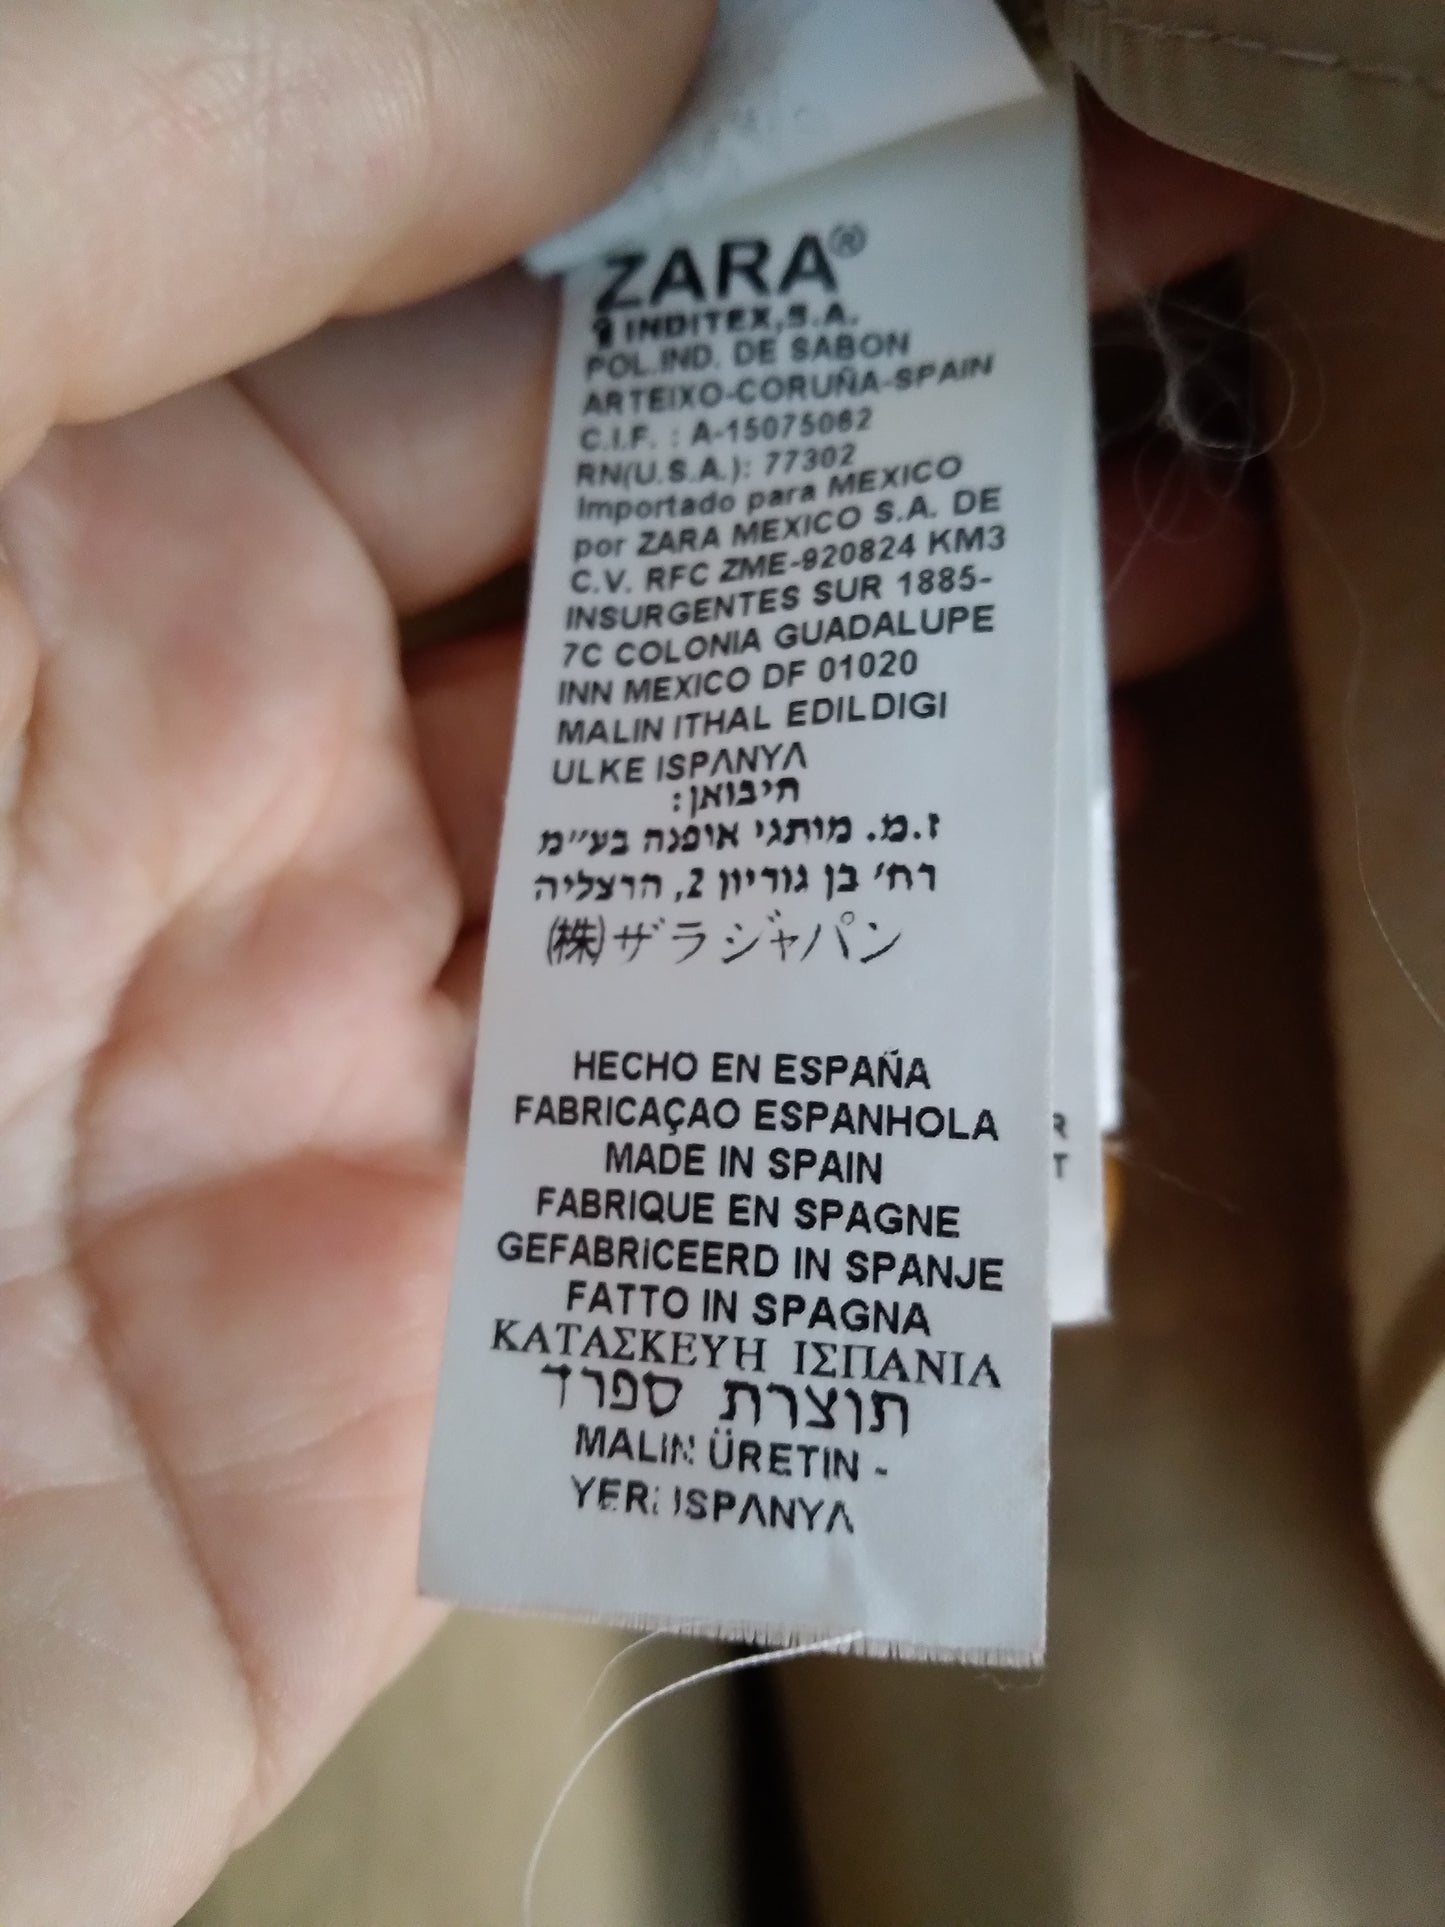 ZARA®
INDITEX,S.A.
POL.IND. DE SABON
ARTEIXO-CORUÑA-SPAIN
C.I.F. : A-15075062
RN(U.S.A.): 77302
Importado para MEXICO
por ZARA MEXICO S.A. DE
C.V. RFC ZME-920824 KM3
INSURGENTES SUR 1885-
7C COLONIA GUADALUPE
INN MEXICO DF 01020
MALIN ITHAL EDILDIGI
ULKE ISPANYA
חיבואן:
ז.מ. מותגי אופנה בע״מ
רח׳ בן גוריון 2, הרצליה
(株)ザラジャパン
HECHO EN ESPAÑA
FABRICAÇAO ESPANHOLA
MADE IN SPAIN
FABRIQUE EN SPAGNE
GEFABRICEERD IN SPANJE
FATTO IN SPAGNA
ΚΑΤΑΣΚΕΥΗ ΙΣΠΑΝΙΑ
תוצרת ספרד
MALIN ÜRETIN -
YERI ISPANYA
R
T